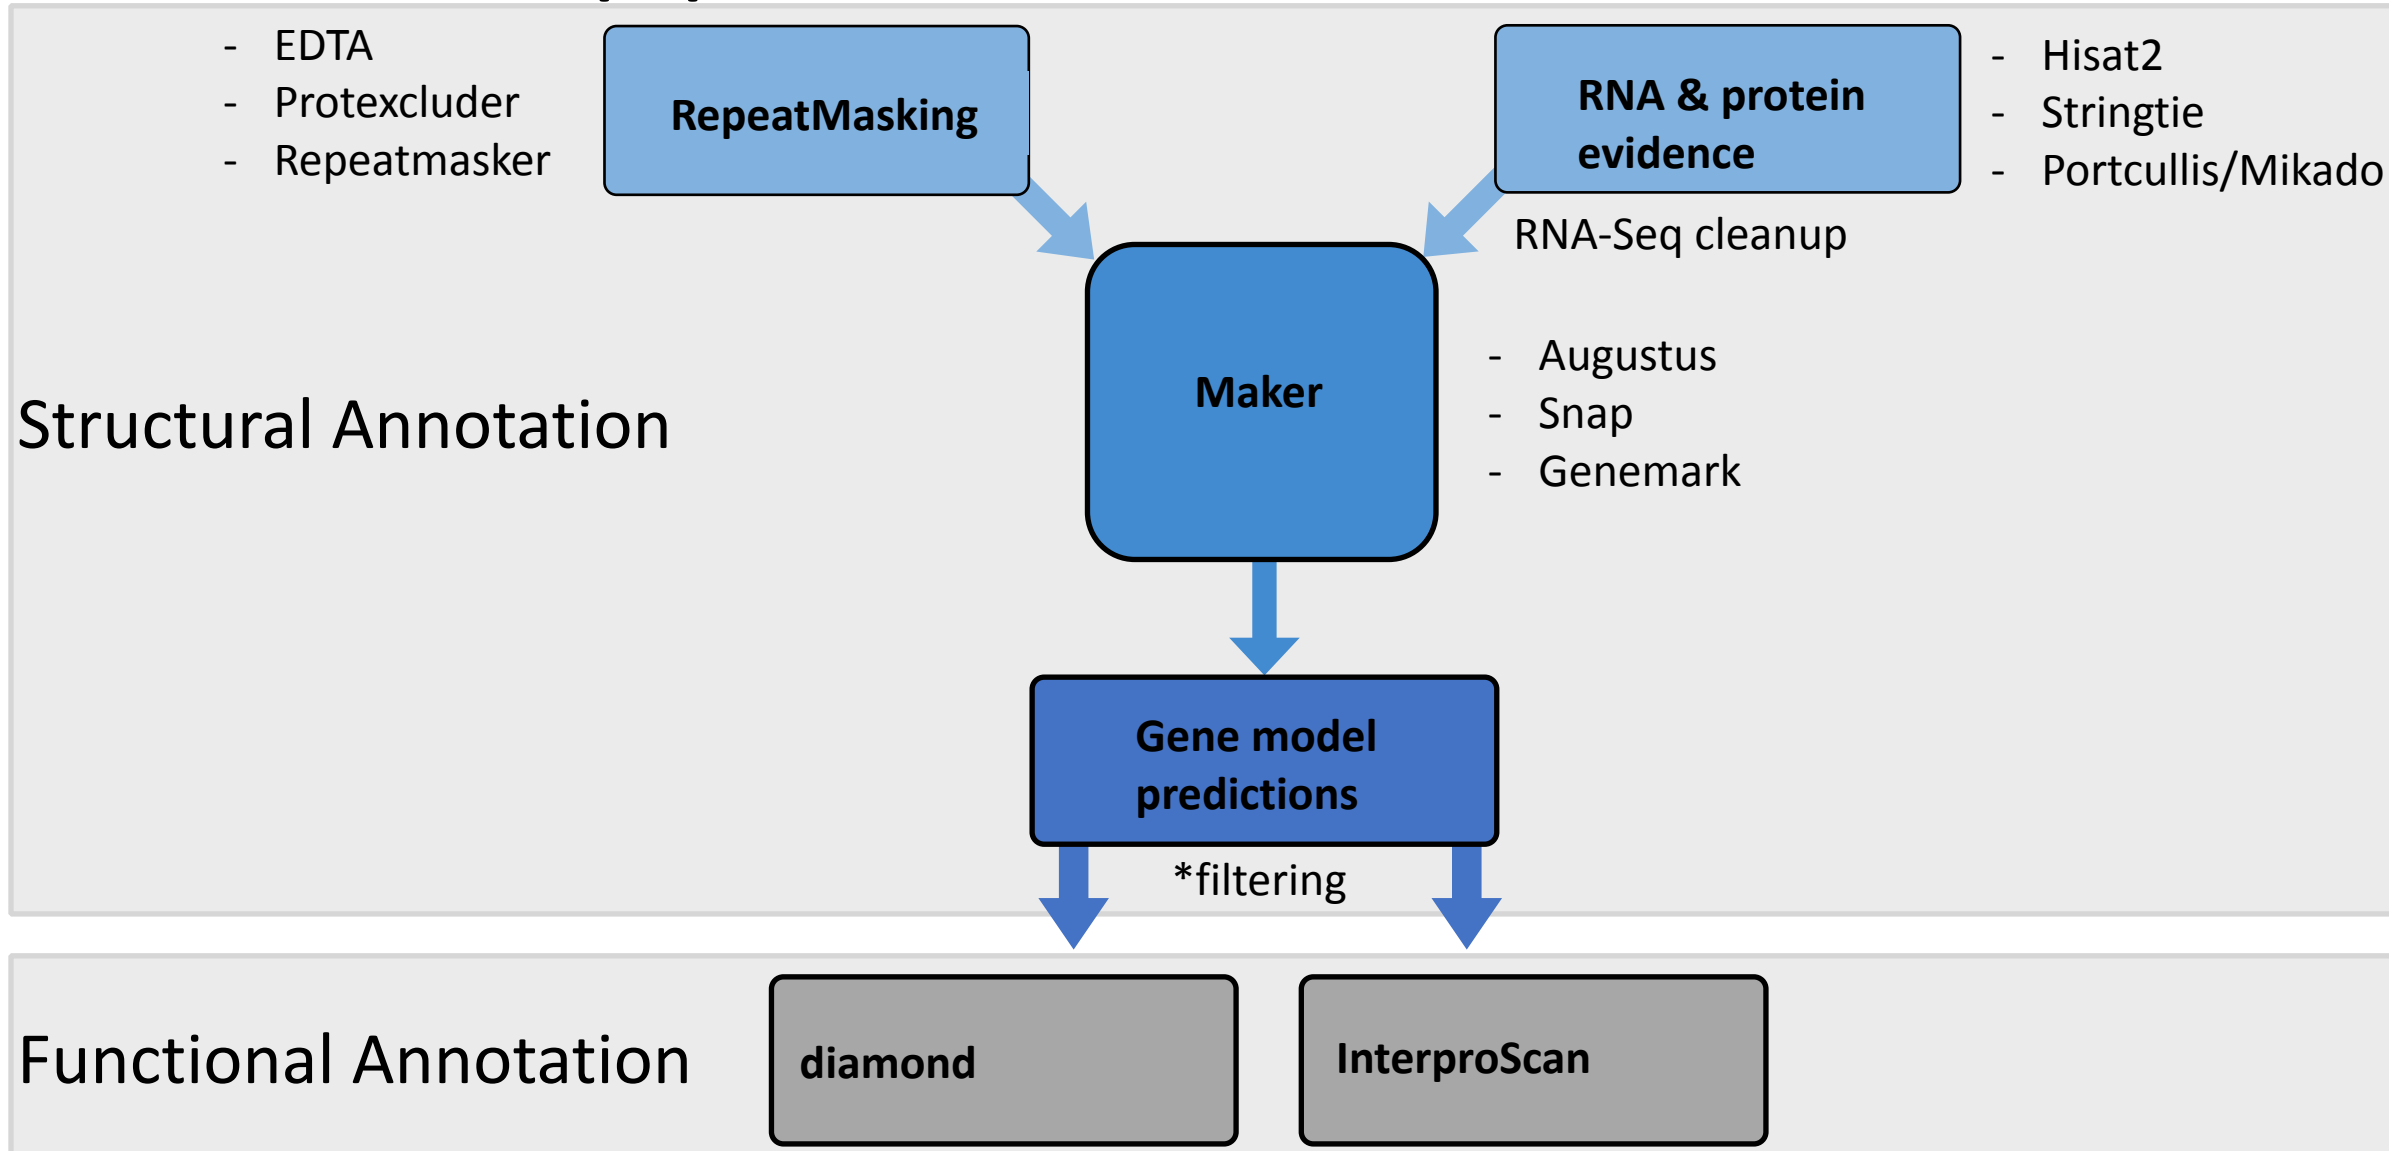 - EDTA
- Protexcluder
- Repeatmasker
RepeatMasking
RNA & protein
evidence
- Hisat2
- Stringtie
- Portcullis/Mikado
RNA-Seq cleanup
Maker
- Augustus
- Snap
- Genemark
Structural Annotation
Gene model
predictions
*filtering
Functional Annotation
diamond
InterproScan